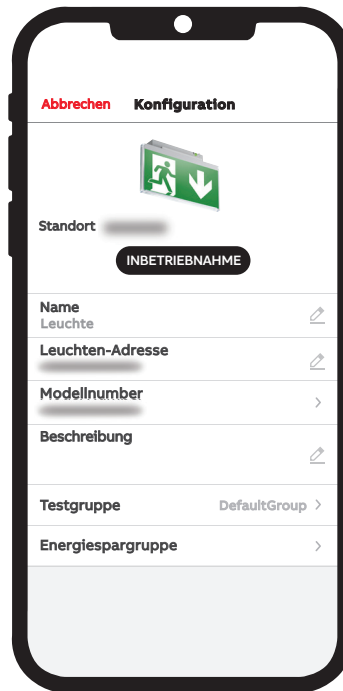 Abbrechen Konfiguration
Standort
INBETRIEBNAHME
Name
Leuchte
Leuchten-Adresse
Modellnumber
Beschreibung
Testgruppe DefaultGroup
Energiespargruppe